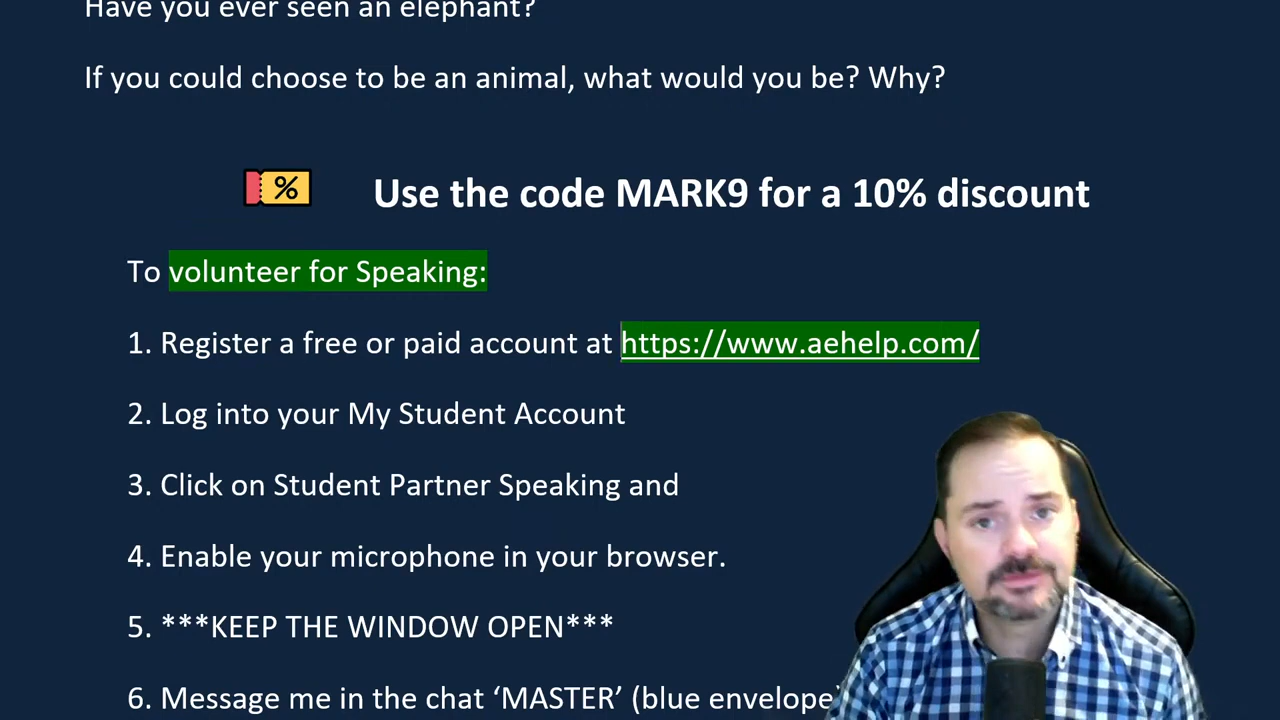 Have you ever seen an elephant?
If you could choose to be an animal, what would you be? Why?
%
Use the code MARK9 for a 10% discount
To volunteer for Speaking:
1. Register a free or paid account at https://www.aehelp.com/
2. Log into your My Student Account
3. Click on Student Partner Speaking and
4. Enable your microphone in your browser.
5. ***KEEP THE WINDOW OPEN***
6. Message me in the chat ‘MASTER’ (blue envelope)